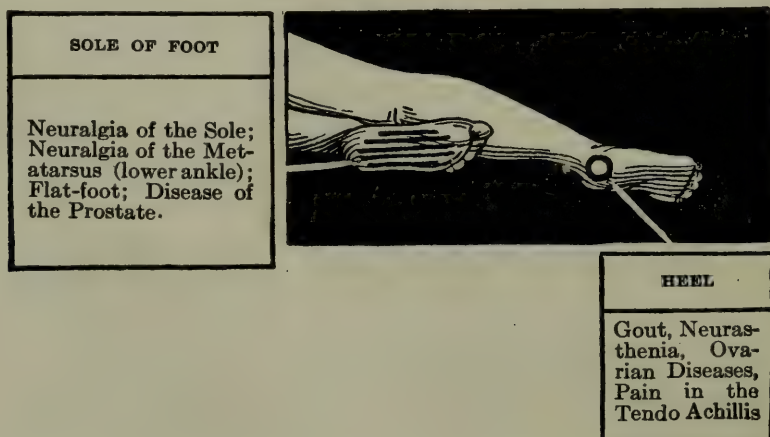 SOLE OF FOOT
Neuralgia of the Sole;
Neuralgia of the Met-
atarsus (lower ankle);
Flat-foot; Disease of
the Prostate.
HEEL
Gout, Neuras-
thenia, Ova-
rian Diseases,
Pain in the
Tendo Achillis